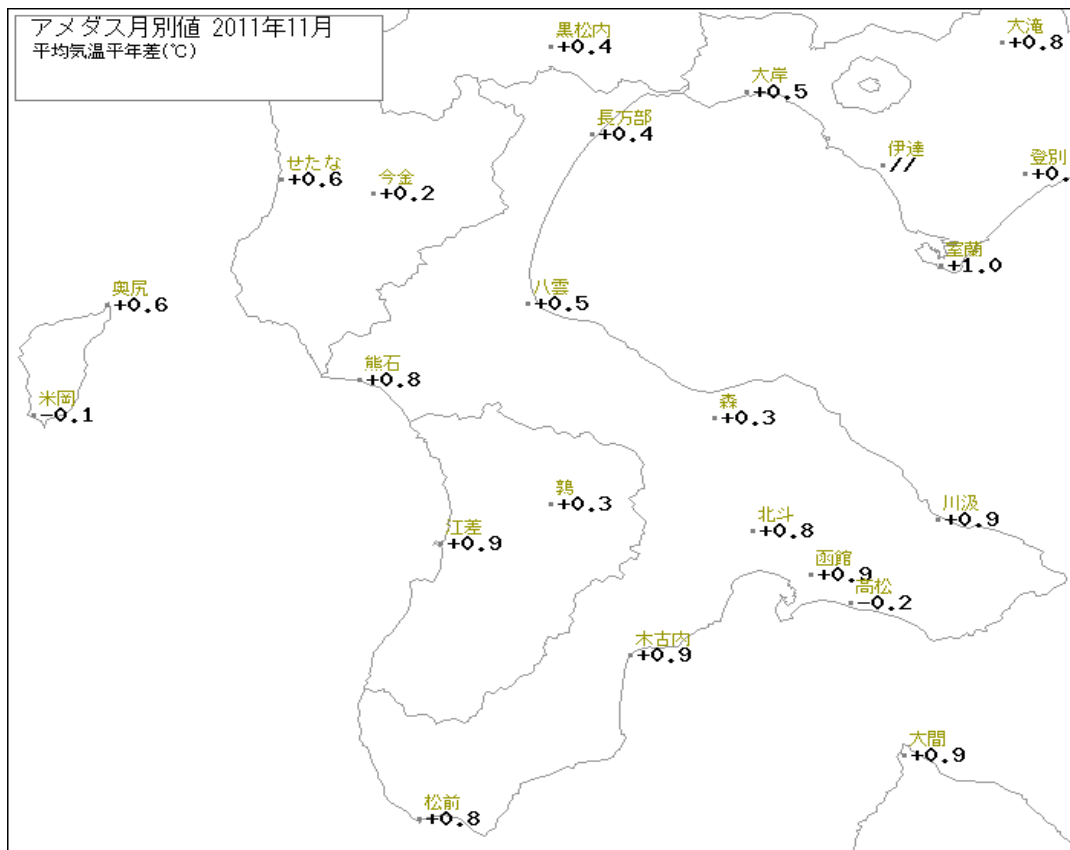 アメダス月別値 2011年11月
平均気温平年差(℃)
黒松内
+0.4
大滝
+0.8
大岸
+0.5
長万部
+0.4
伊達
//
登別
+0.
せたな
+0.6
今金
+0.2
室蘭
+1.0
奥尻
+0.6
八雲
+0.5
熊石
+0.8
米岡
-0.1
森
+0.3
鶉
+0.3
川汲
+0.9
北斗
+0.8
江差
+0.9
函館
+0.9
高松
-0.2
木古内
+0.9
大間
+0.9
松前
+0.8